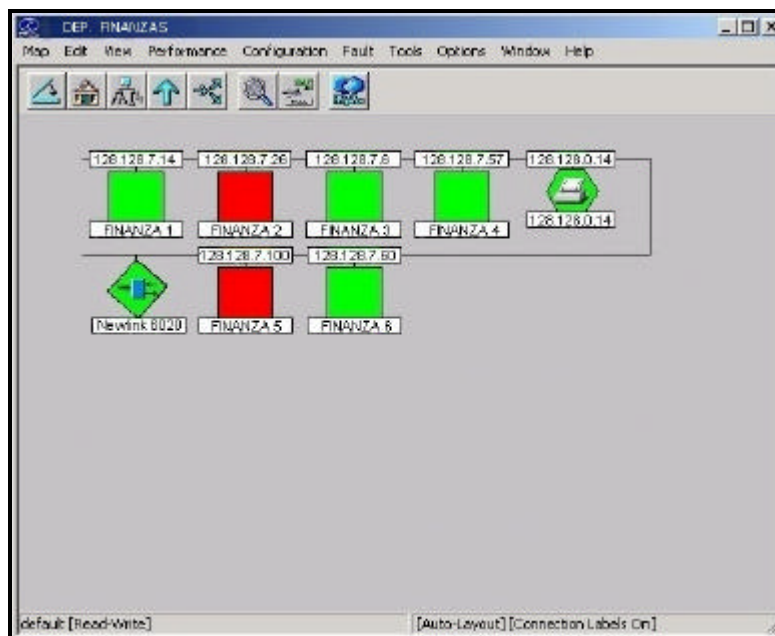 DEP. FINANZAS
Map Edit View Performance Configuration Fault Tools Options Window Help
128.128.7.14 128.128.7.26 128.128.7.6 128.128.7.57 128.128.0.14
FINANZA 1 FINANZA 2 FINANZA 3 FINANZA 4 128.128.0.14
128.128.7.100 128.128.7.60
Newlink 8020 FINANZA 5 FINANZA 6
default [Read-Write] [Auto-Layout] [Connection Labels On]